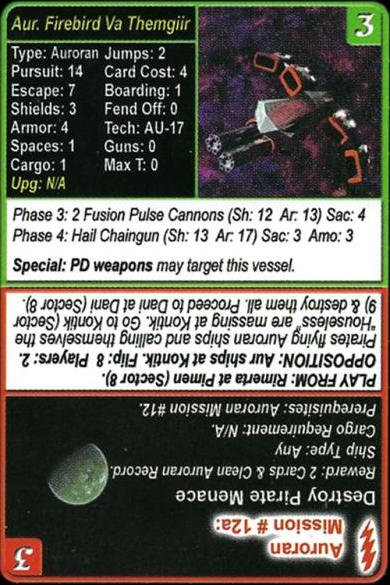 Aur. Firebird Va Themgiir
3
Type: Auroran Jumps: 2
Pursuit: 14 Card Cost: 4
Escape: 7 Boarding: 1
Shields: 3 Fend Off: 0
Armor: 4 Tech: AU-17
Spaces: 1 Guns: 0
Cargo: 1 Max T: 0
Upg: N/A
Phase 3: 2 Fusion Pulse Cannons (Sh: 12 Ar: 13) Sac: 4
Phase 4: Hail Chaingun (Sh: 13 Ar: 17) Sac: 3 Amo: 3
Special: PD weapons may target this vessel.
3
Auroran
Mission # 12a:
Destroy Pirate Menace
Reward: 2 Cards & Clean Auroran Record.
Ship Type: Any
Cargo Requirement: N/A.
Prerequisites: Auroran Mission #12.
PLAY FROM: Rimerta at Pimen (Sector 8).
OPPOSITION: Aur ships at Kontik. Flip: 8 Players: 2.
Pirates flying Auroran ships and calling themselves the
"Houseless" are massing at Kontik. Go to Kontik (Sector
9) & destroy them all. Proceed to Dani at Dani (Sector 8).